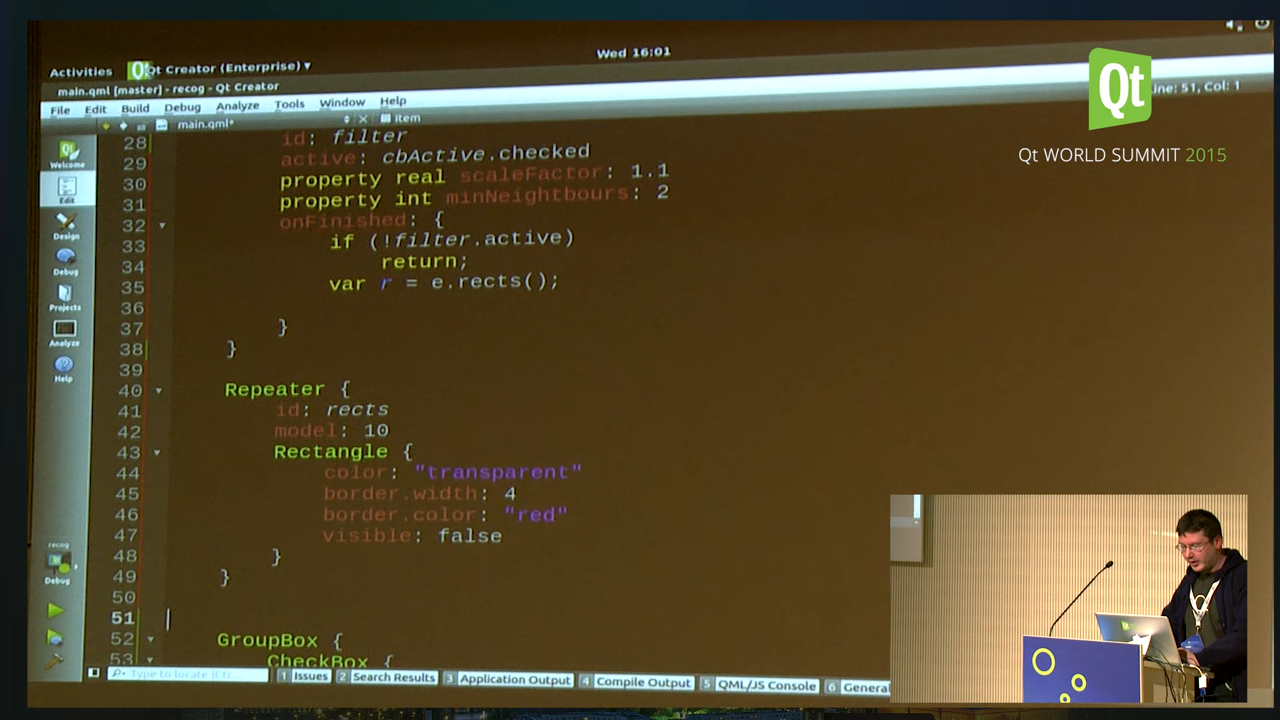 Wed 16:01
Activities
Qt Creator (Enterprise) ▾
main.qml [master] - recog - Qt Creator
File Edit Build Debug Analyze Tools Window Help
main.qml*
Item
Line: 51, Col: 1
Qt
Qt WORLD SUMMIT 2015
Welcome
Edit
Design
Debug
Projects
Analyze
Help
28 id: filter
29 active: cbActive.checked
30 property real scaleFactor: 1.1
31 property int minNeightbours: 2
32 onFinished: {
33 if (!filter.active)
34 return;
35 var r = e.rects();
36
37 }
38 }
39
40 Repeater {
41 id: rects
42 model: 10
43 Rectangle {
44 color: "transparent"
45 border.width: 4
46 border.color: "red"
47 visible: false
48 }
49 }
50
51
52 GroupBox {
53 CheckBox {
recog
Debug
Type to locate (Ctrl...
1 Issues 2 Search Results 3 Application Output 4 Compile Output 5 QML/JS Console 6 General